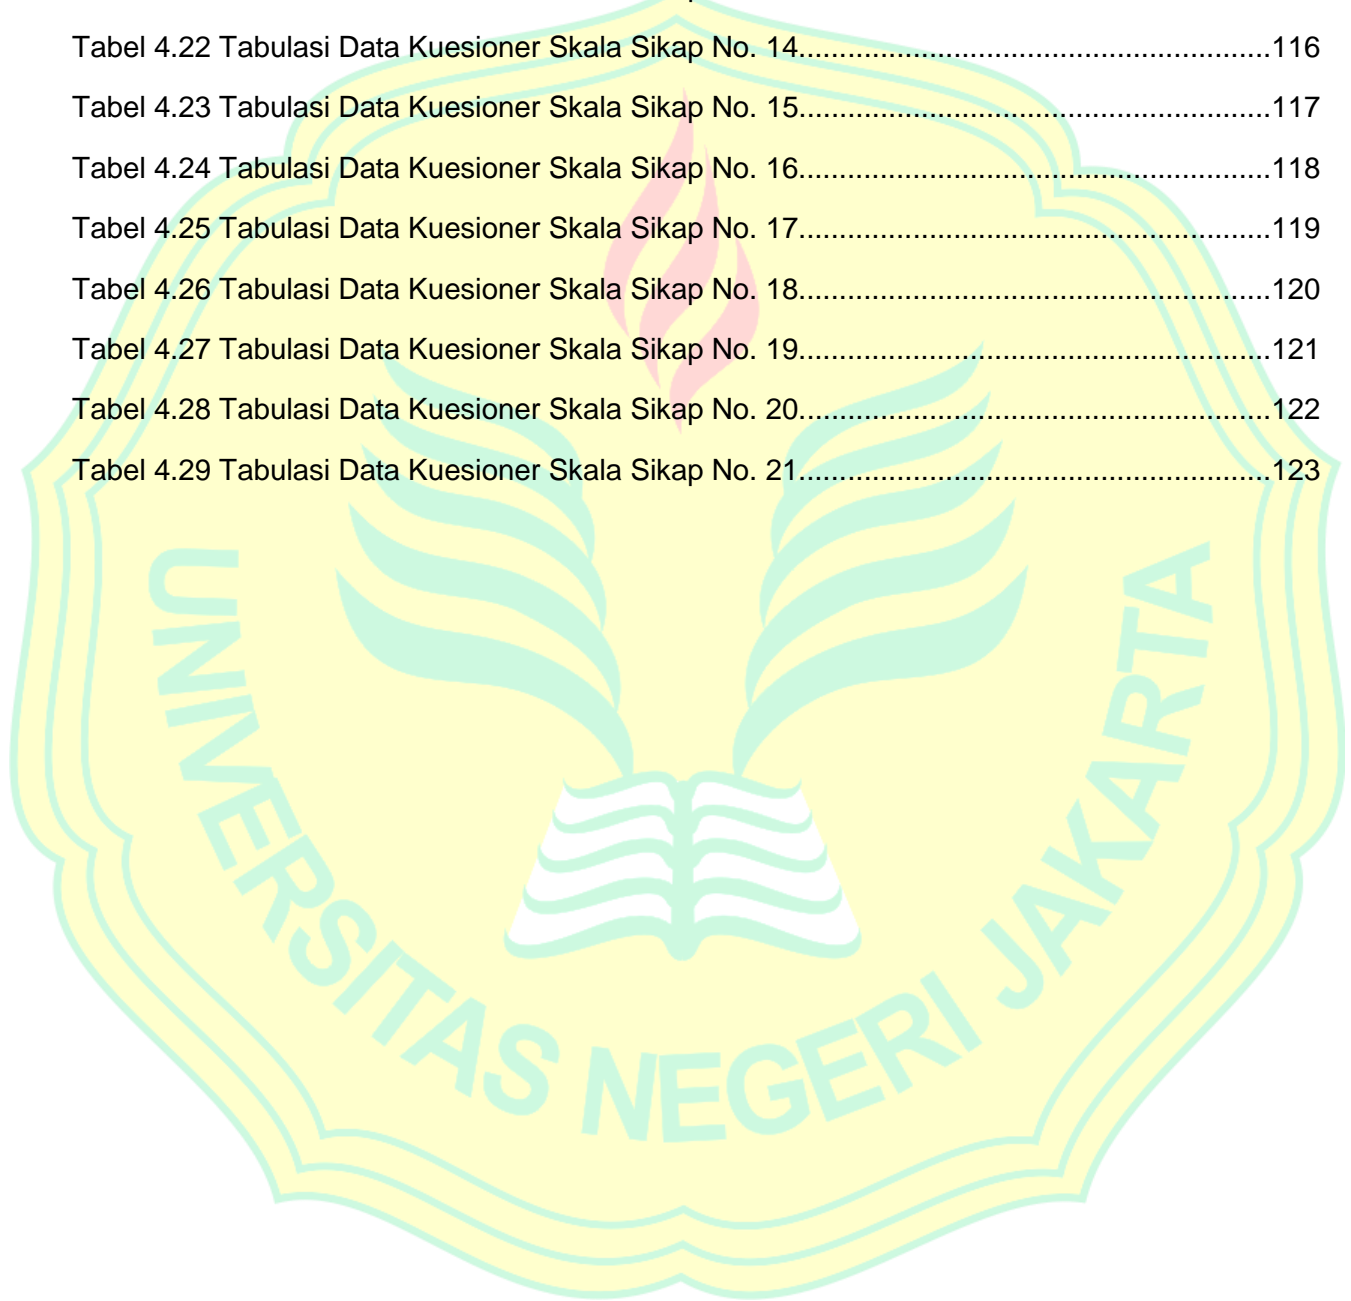 Tabel 4.22 Tabulasi Data Kuesioner Skala Sikap No. 14..........................................................116
Tabel 4.23 Tabulasi Data Kuesioner Skala Sikap No. 15..........................................................117
Tabel 4.24 Tabulasi Data Kuesioner Skala Sikap No. 16..........................................................118
Tabel 4.25 Tabulasi Data Kuesioner Skala Sikap No. 17..........................................................119
Tabel 4.26 Tabulasi Data Kuesioner Skala Sikap No. 18..........................................................120
Tabel 4.27 Tabulasi Data Kuesioner Skala Sikap No. 19..........................................................121
Tabel 4.28 Tabulasi Data Kuesioner Skala Sikap No. 20..........................................................122
Tabel 4.29 Tabulasi Data Kuesioner Skala Sikap No. 21..........................................................123
UNIVERSITAS NEGERI JAKARTA